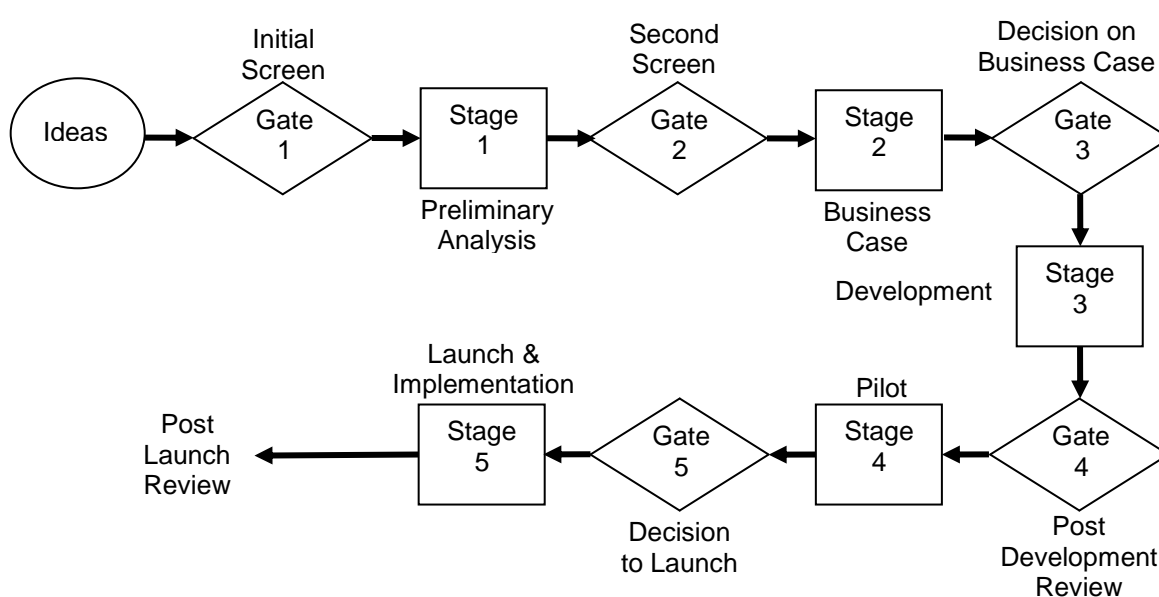 Initial
Screen
Second
Screen
Decision on
Business Case
Ideas
Gate
1
Stage
1
Gate
2
Stage
2
Gate
3
Preliminary
Analysis
Business
Case
Development
Stage
3
Launch &
Implementation
Pilot
Post
Launch
Review
Stage
5
Gate
5
Stage
4
Gate
4
Decision
to Launch
Post
Development
Review